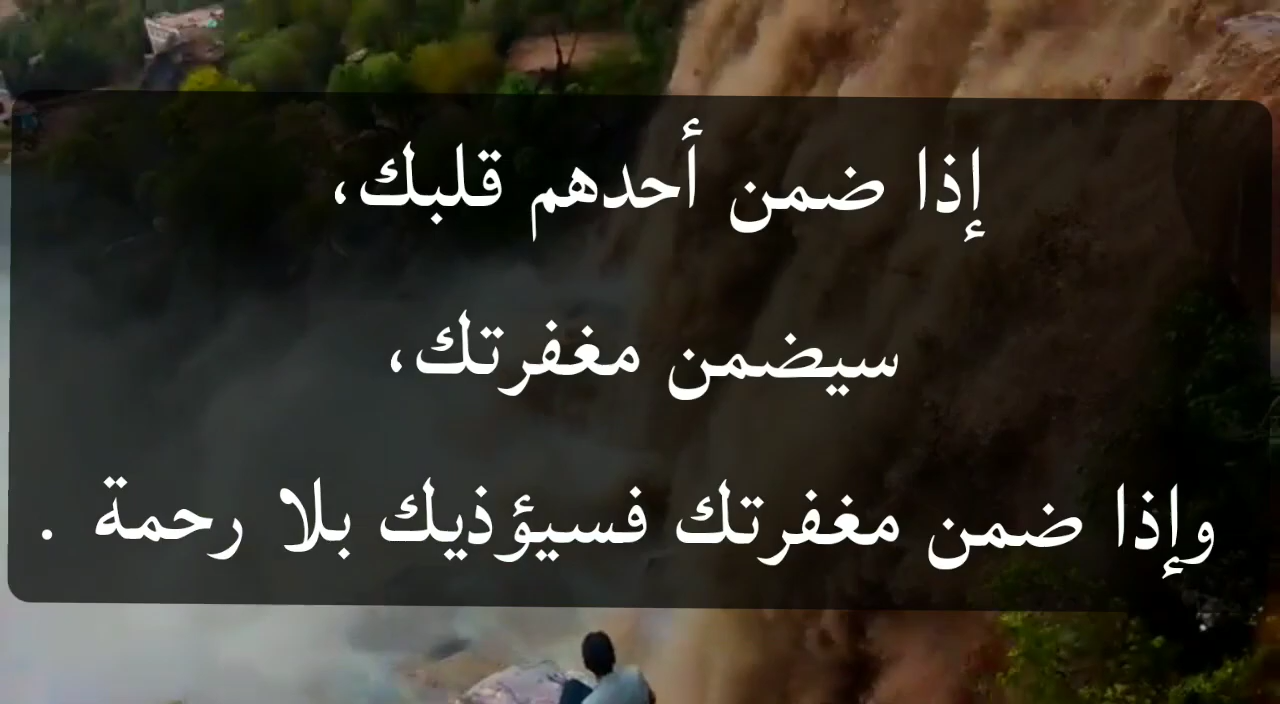 إذا ضمن أحدهم قلبك،
سيضمن مغفرتك،
وإذا ضمن مغفرتك فسيؤذيك بلا رحمة .